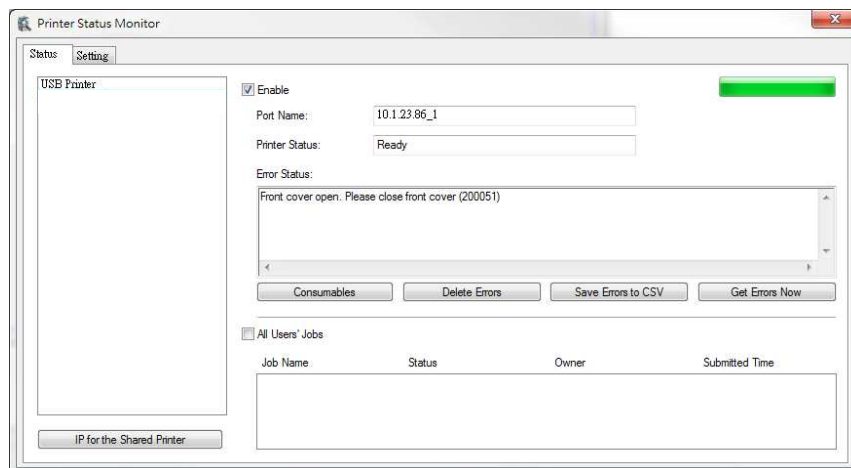 Printer Status Monitor
Status Setting
USB Printer
Enable
Port Name: 10.1.23.86_1
Printer Status: Ready
Error Status:
Front cover open. Please close front cover (200051)
Consumables Delete Errors Save Errors to CSV Get Errors Now
All Users' Jobs
Job Name Status Owner Submitted Time
IP for the Shared Printer